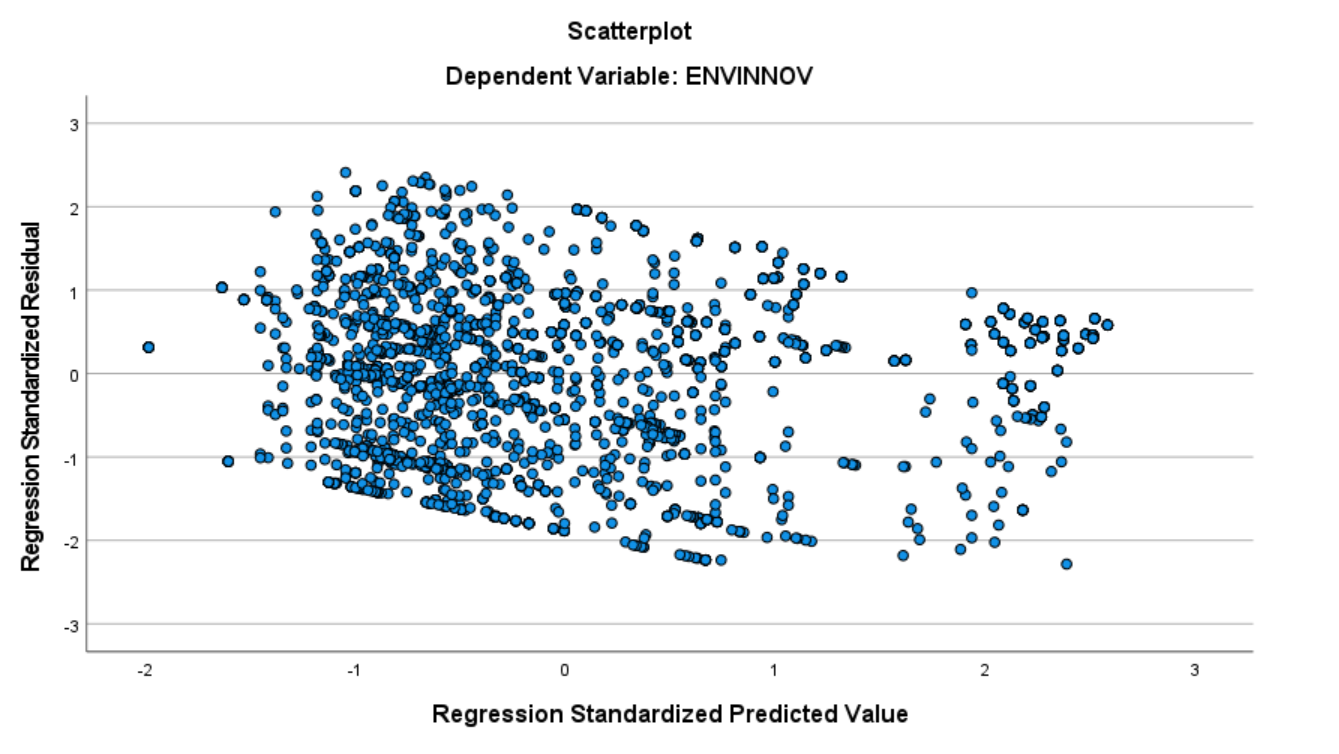 Scatterplot
Dependent Variable: ENVINNOV
Regression Standardized Residual
3
2
1
0
-1
-2
-3
-2 -1 0 1 2 3
Regression Standardized Predicted Value